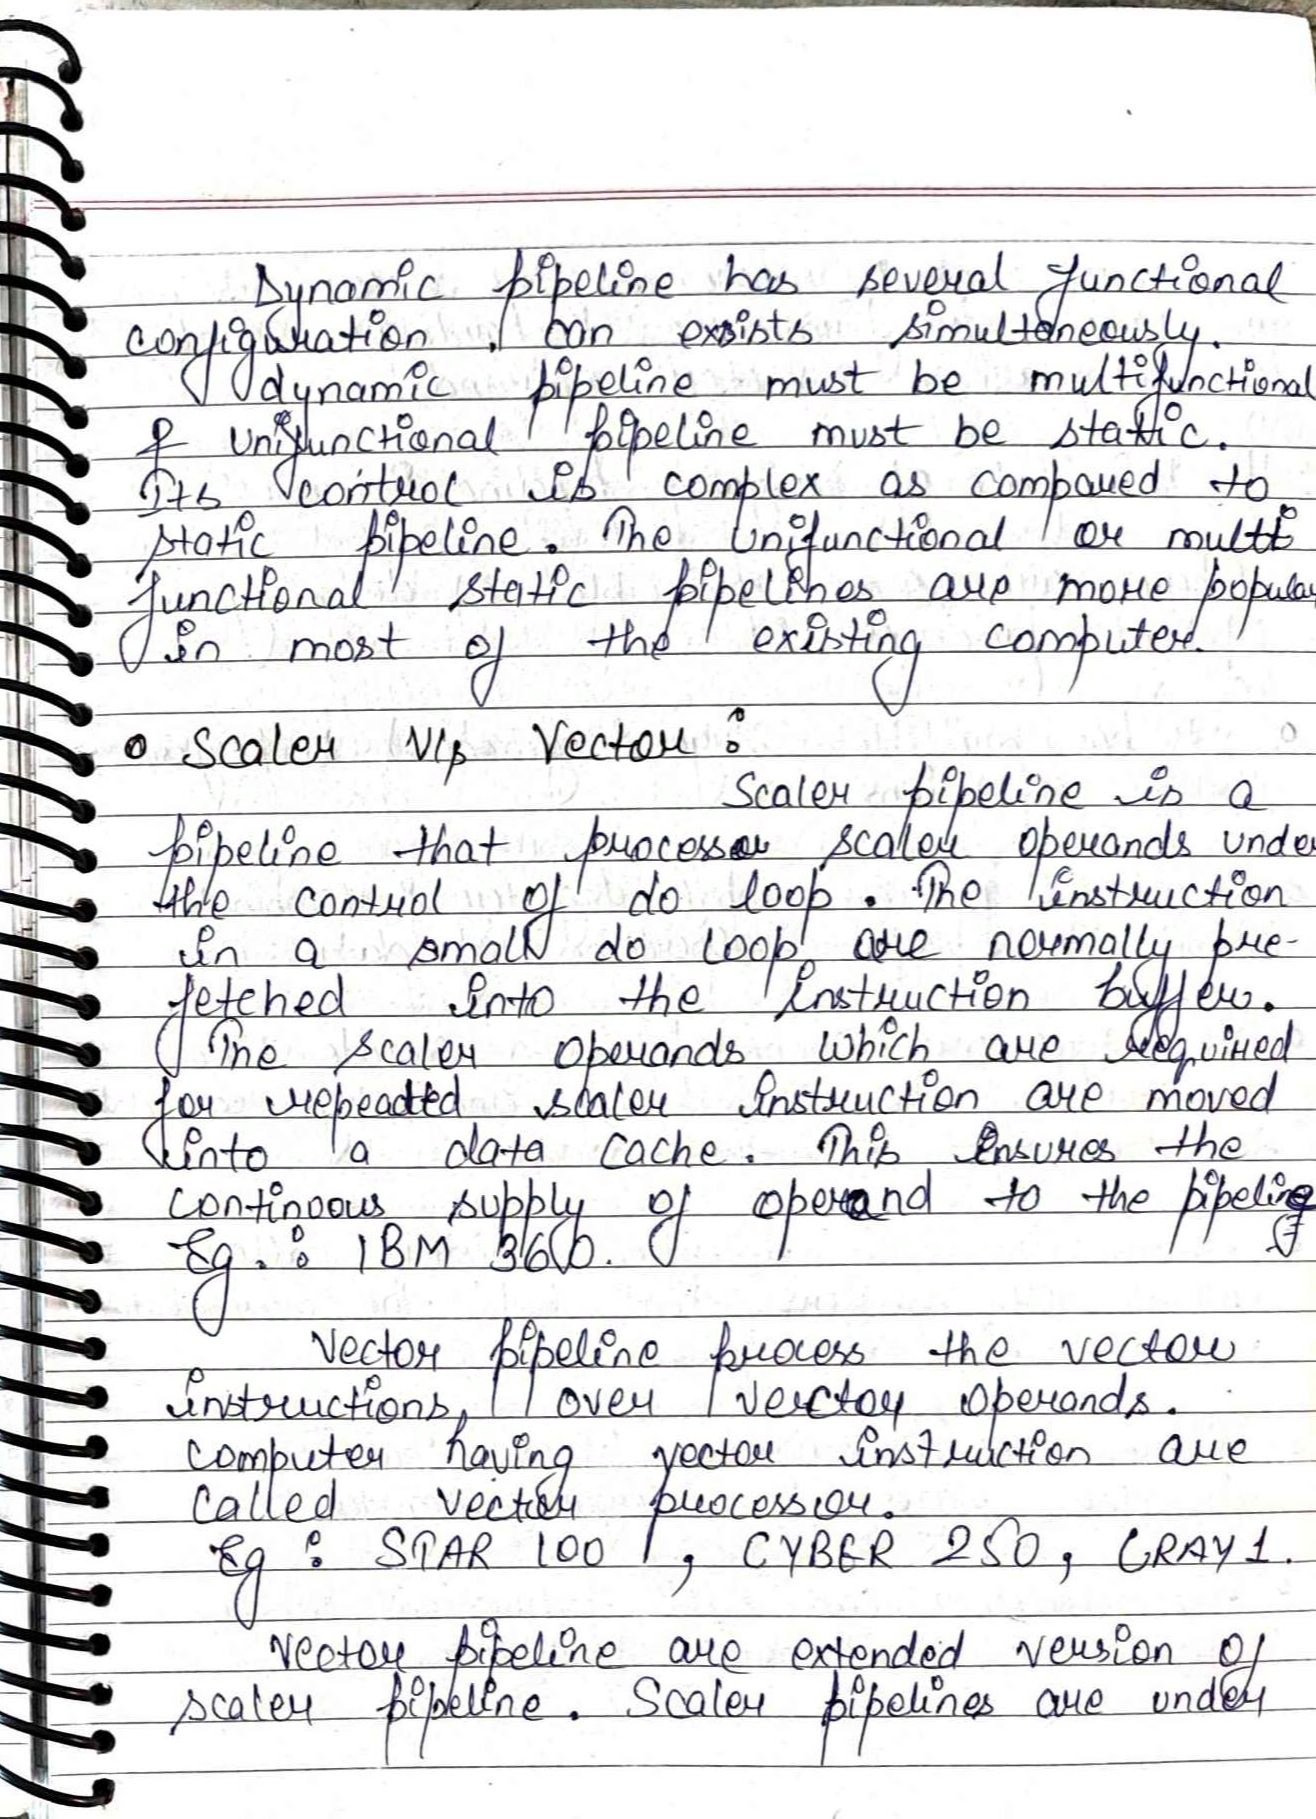 Dynamic pipeline has several functional
configuration. can exsists simultaneously.
dynamic pipeline must be multifunctional
& unifunctional pipeline must be static.
Its control is complex as compared to
static pipeline. The unifunctional or multi
functional static pipelines are more popular
in most of the existing computer.
• Scaler V/s Vector :
Scaler pipeline is a
pipeline that processes scaler operands under
the control of do loop. The instruction
in a small do loop are normally pre-
fetched into the instruction buffer.
The scaler operands which are required
for repeated scaler instruction are moved
into a data cache. This ensures the
continoous supply of operand to the pipeline
Eg. : IBM 360.
Vector pipeline process the vector
instructions, over vector operands.
computer having vector instruction are
called vector processor.
Eg : STAR 100 , CYBER 250, CRAY 1.
Vector pipeline are extended version of
scaler pipeline. Scaler pipelines are under